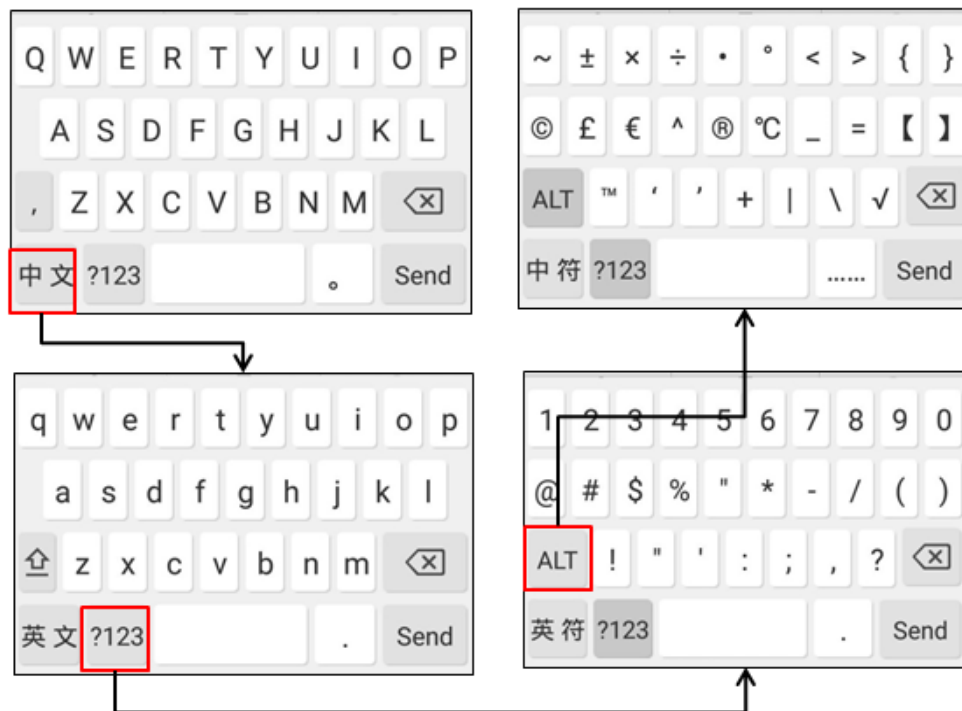 Q W E R T Y U I O P
A S D F G H J K L
, Z X C V B N M
中文 ?123 。 Send
~ ± × ÷ • ° < > { }
© £ € ^ ® ℃ _ = 【 】
ALT ™ ‘ ’ + | \ √
中符 ?123 …… Send
q w e r t y u i o p
a s d f g h j k l
z x c v b n m
英文 ?123 . Send
1 2 3 4 5 6 7 8 9 0
@ # $ % " * - / ( )
ALT ! " ' : ; , ?
英符 ?123 . Send